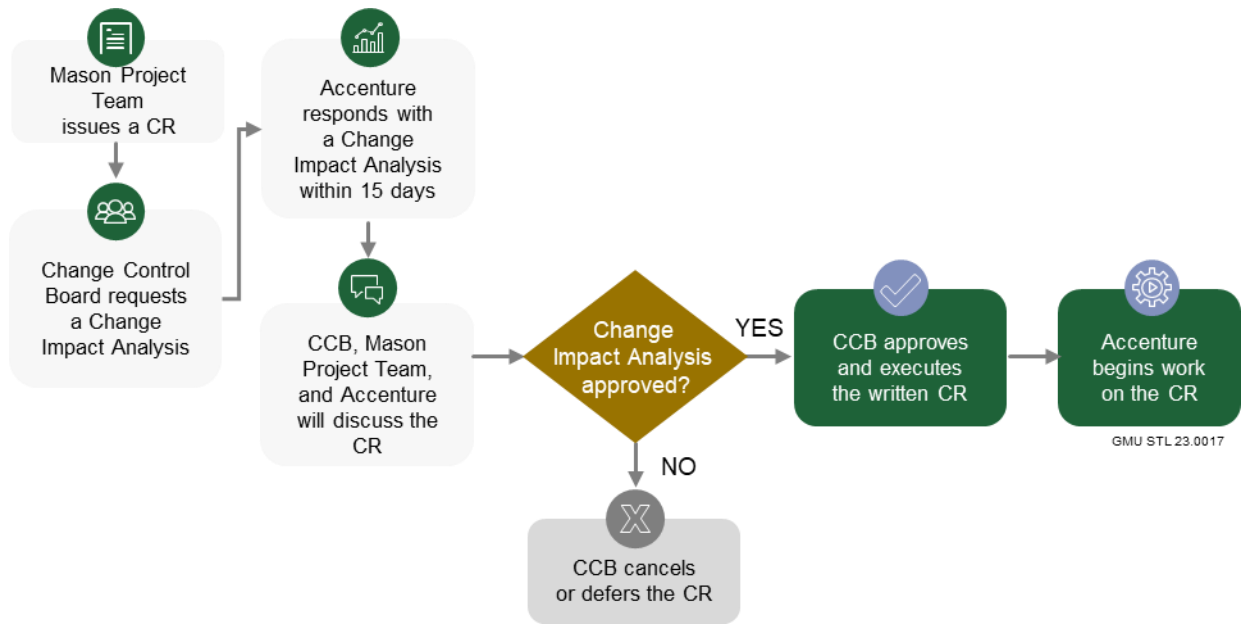 Mason Project
Team
issues a CR
Change Control
Board requests
a Change
Impact Analysis
Accenture
responds with
a Change
Impact Analysis
within 15 days
CCB, Mason
Project Team,
and Accenture
will discuss the
CR
Change
Impact Analysis
approved?
YES
CCB approves
and executes
the written CR
Accenture
begins work
on the CR
GMU STL 23.0017
NO
X
CCB cancels
or defers the CR